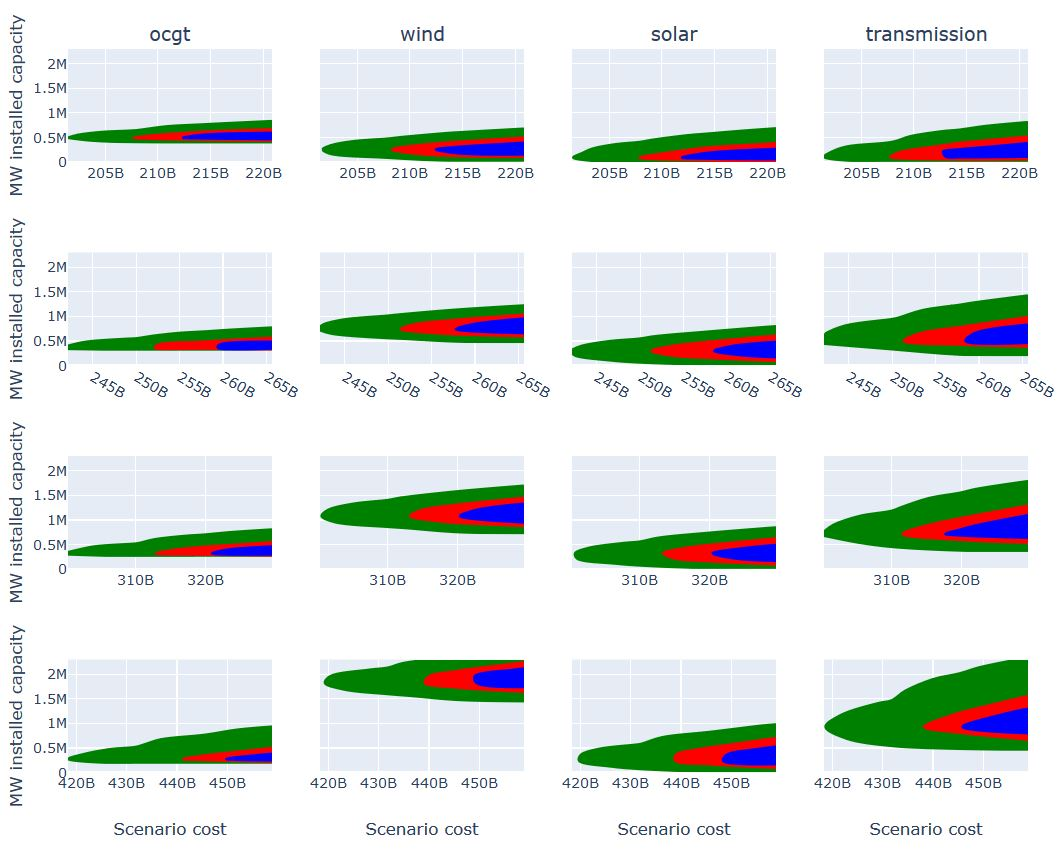 ocgt wind solar transmission
MW installed capacity
2M
1.5M
1M
0.5M
0
205B 210B 215B 220B 205B 210B 215B 220B 205B 210B 215B 220B 205B 210B 215B 220B
MW installed capacity
2M
1.5M
1M
0.5M
0
245B 250B 255B 260B 265B 245B 250B 255B 260B 265B 245B 250B 255B 260B 265B 245B 250B 255B 260B 265B
MW installed capacity
2M
1.5M
1M
0.5M
0
310B 320B 310B 320B 310B 320B 310B 320B
MW installed capacity
2M
1.5M
1M
0.5M
0
420B 430B 440B 450B 420B 430B 440B 450B 420B 430B 440B 450B 420B 430B 440B 450B
Scenario cost Scenario cost Scenario cost Scenario cost